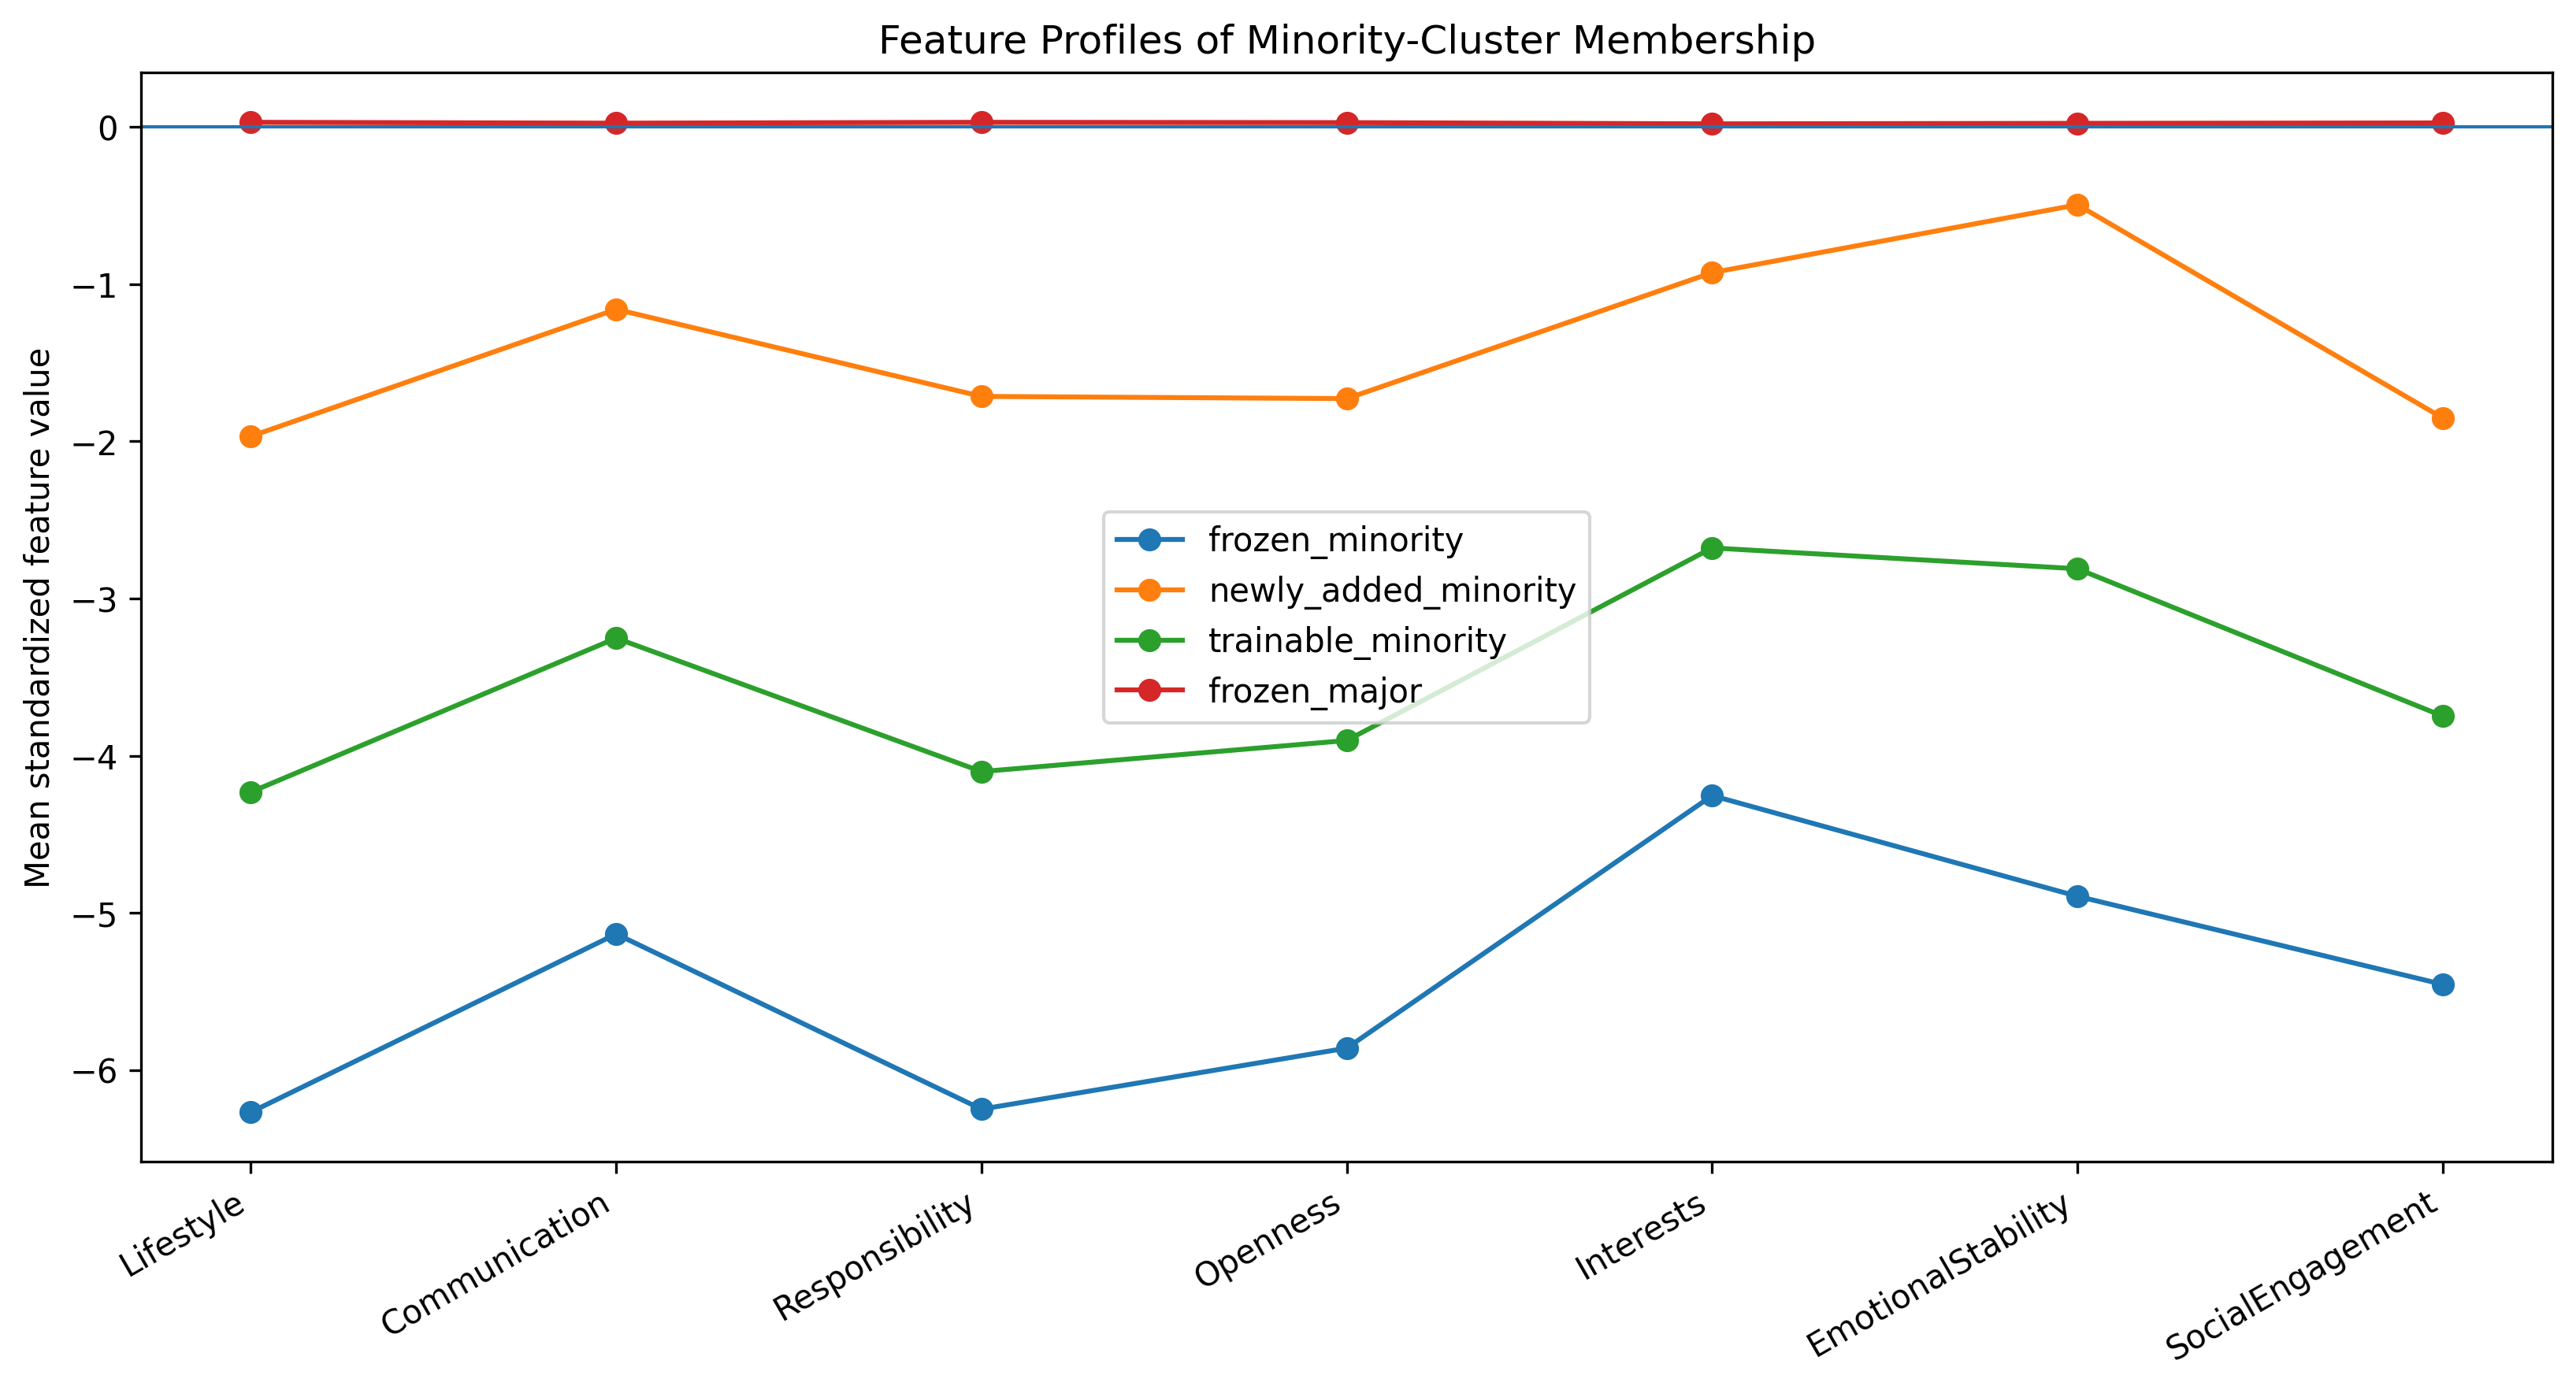 Feature Profiles of Minority-Cluster Membership
Mean standardized feature value
0
−1
−2
−3
−4
−5
−6
frozen_minority
newly_added_minority
trainable_minority
frozen_major
Lifestyle
Communication
Responsibility
Openness
Interests
EmotionalStability
SocialEngagement